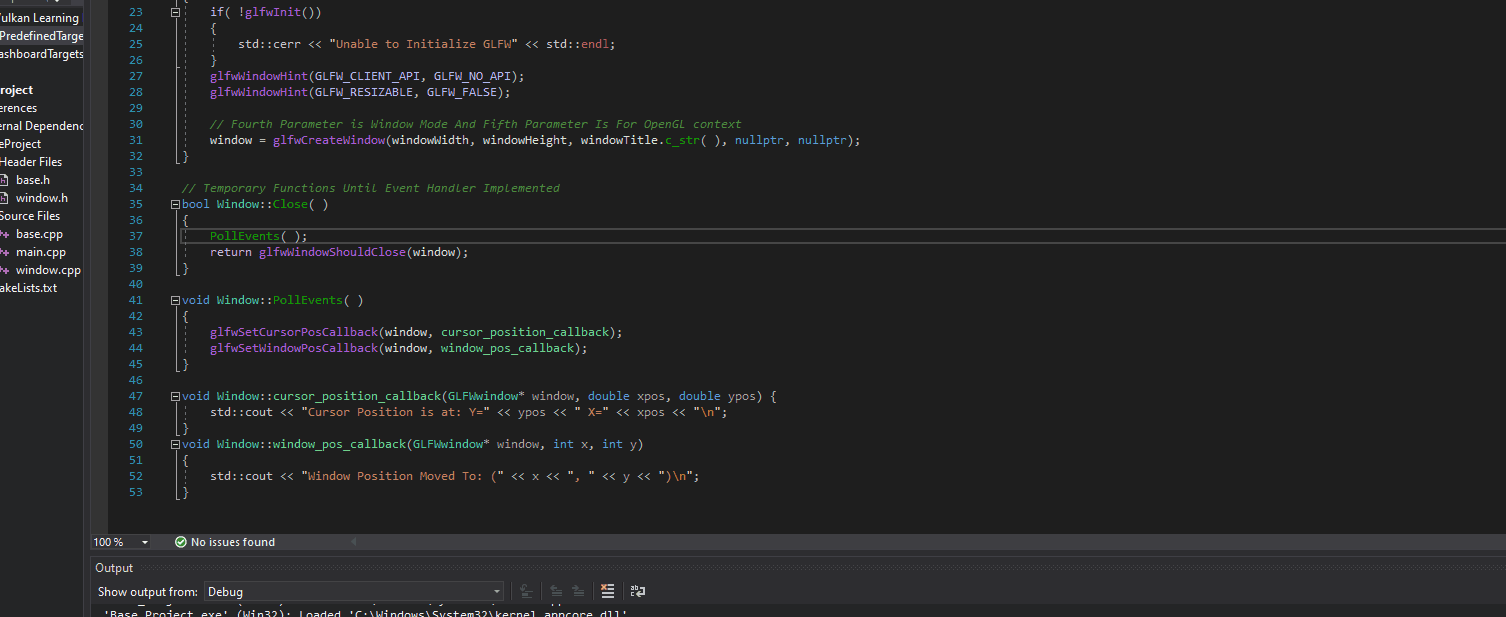 Vulkan Learning
PredefinedTarge
ashboardTargets
roject
erences
ernal Dependenc
eProject
Header Files
base.h
window.h
Source Files
base.cpp
main.cpp
window.cpp
akeLists.txt
23 if( !glfwInit())
24 {
25 std::cerr << "Unable to Initialize GLFW" << std::endl;
26 }
27 glfwWindowHint(GLFW_CLIENT_API, GLFW_NO_API);
28 glfwWindowHint(GLFW_RESIZABLE, GLFW_FALSE);
29
30 // Fourth Parameter is Window Mode And Fifth Parameter Is For OpenGL context
31 window = glfwCreateWindow(windowWidth, windowHeight, windowTitle.c_str( ), nullptr, nullptr);
32 }
33
34 // Temporary Functions Until Event Handler Implemented
35 bool Window::Close( )
36 {
37 PollEvents( );
38 return glfwWindowShouldClose(window);
39 }
40
41 void Window::PollEvents( )
42 {
43 glfwSetCursorPosCallback(window, cursor_position_callback);
44 glfwSetWindowPosCallback(window, window_pos_callback);
45 }
46
47 void Window::cursor_position_callback(GLFWwindow* window, double xpos, double ypos) {
48 std::cout << "Cursor Position is at: Y=" << ypos << " X=" << xpos << "\n";
49 }
50 void Window::window_pos_callback(GLFWwindow* window, int x, int y)
51 {
52 std::cout << "Window Position Moved To: (" << x << ", " << y << ")\n";
53 }
100 % No issues found
Output
Show output from: Debug
'Base Project.exe' (Win32): Loaded 'C:\Windows\System32\kernel.appcore.dll'